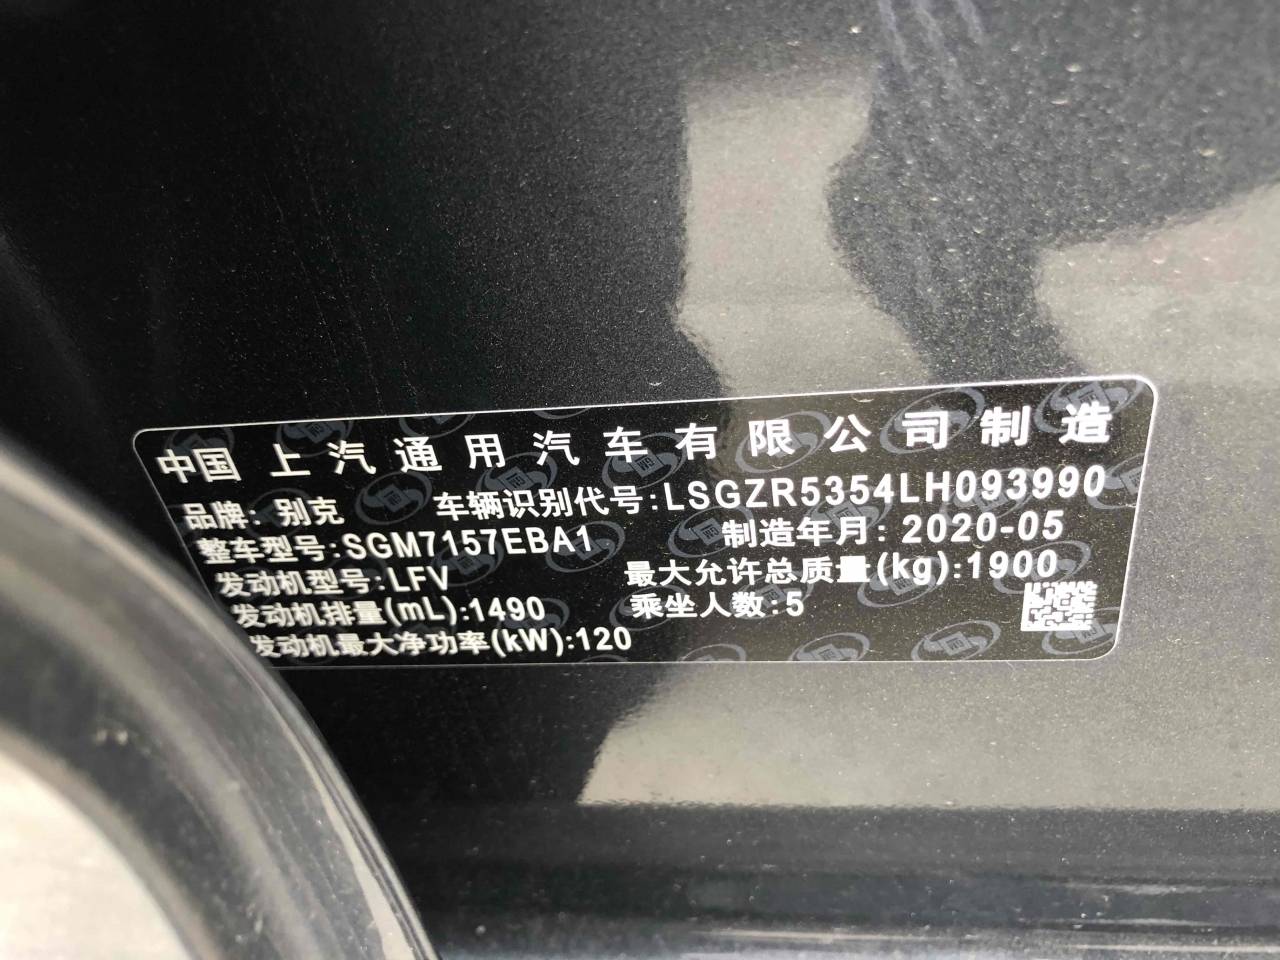 中国 上汽通用汽车有限公司制造
品牌: 别克 车辆识别代号:LSGZR5354LH093990
整车型号:SGM7157EBA1 制造年月: 2020-05
发动机型号:LFV 最大允许总质量(kg):1900
发动机排量(mL):1490 乘坐人数:5
发动机最大净功率(kW):120